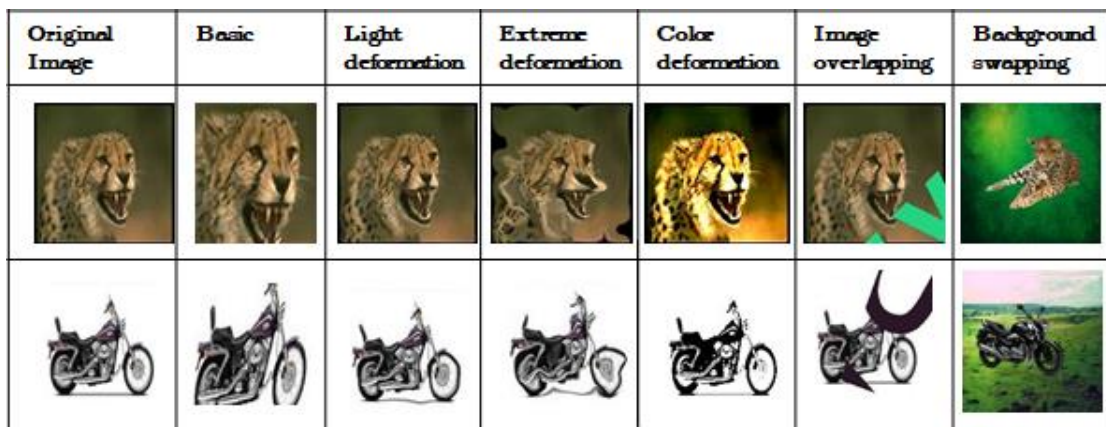 Original
Image
Basic
Light
deformation
Extreme
deformation
Color
deformation
Image
overlapping
Background
swapping